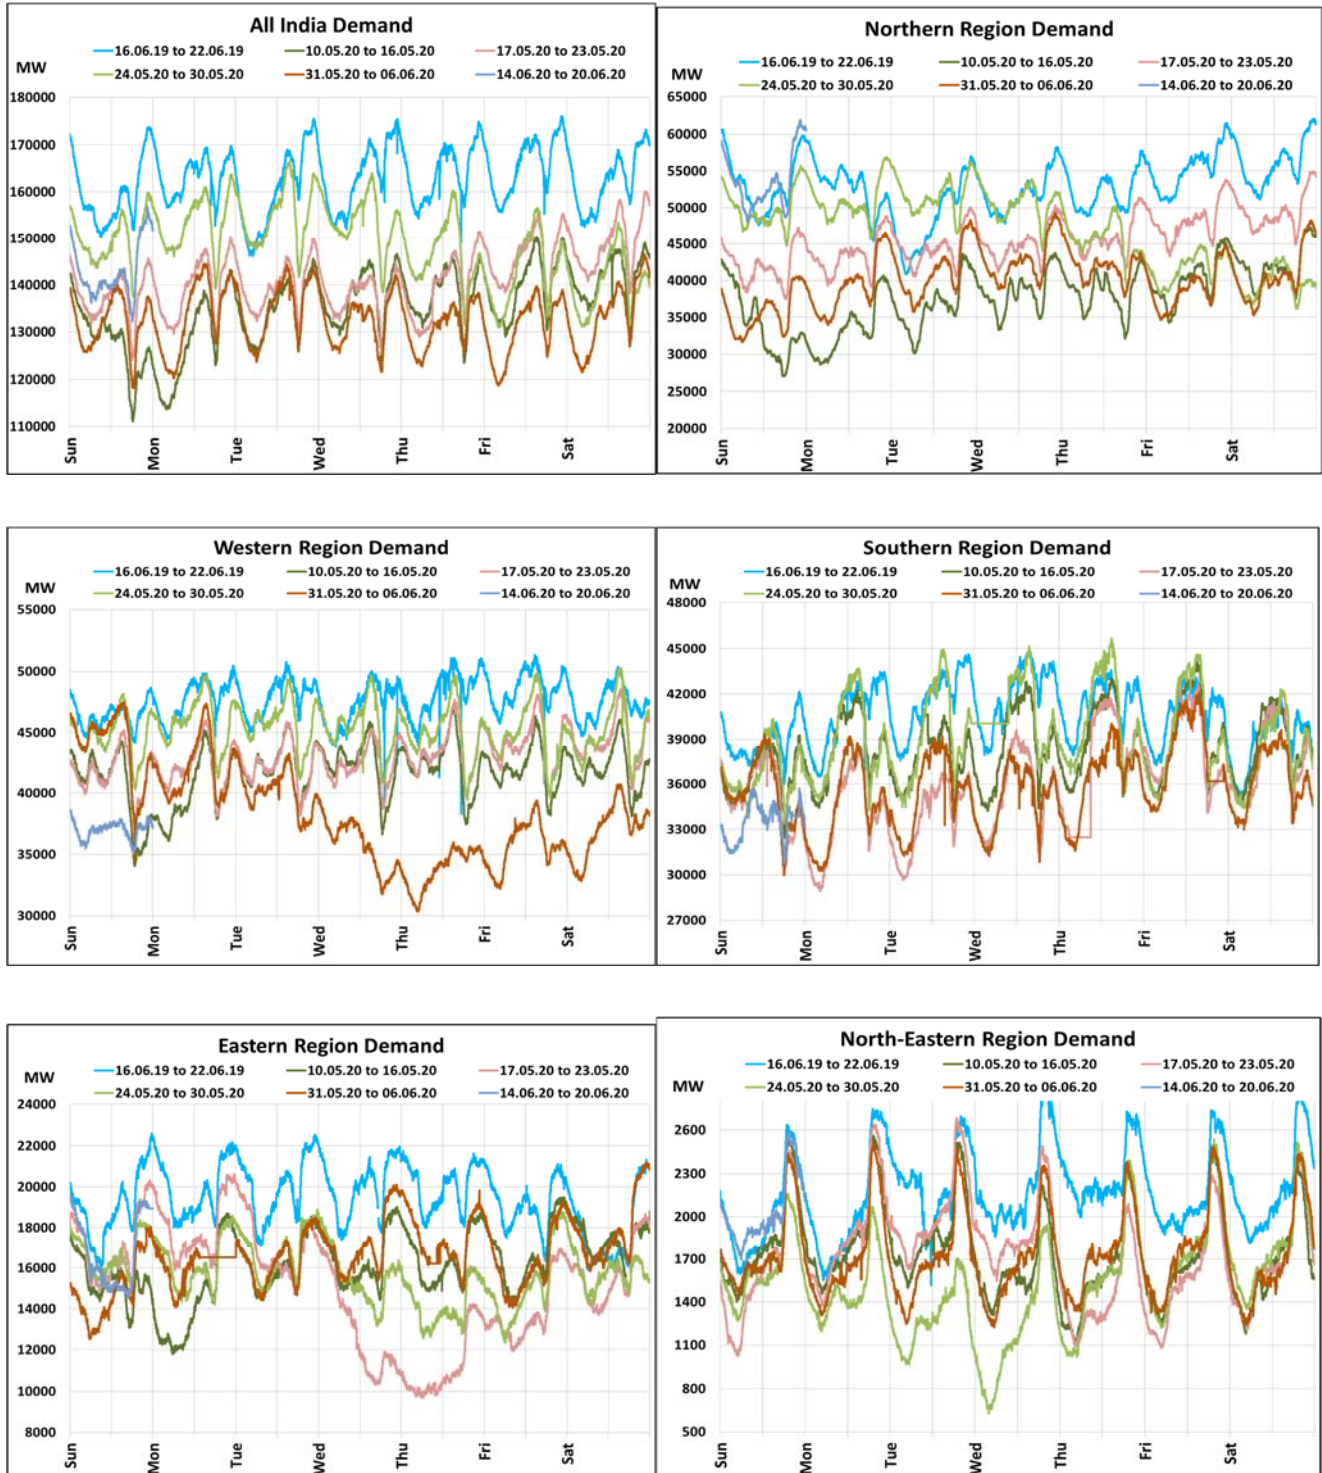 All India Demand
16.06.19 to 22.06.19 10.05.20 to 16.05.20 17.05.20 to 23.05.20
MW
24.05.20 to 30.05.20 31.05.20 to 06.06.20 14.06.20 to 20.06.20
180000
170000
160000
150000
140000
130000
120000
110000
Sun Mon Tue Wed Thu Fri Sat
Northern Region Demand
16.06.19 to 22.06.19 10.05.20 to 16.05.20 17.05.20 to 23.05.20
MW
24.05.20 to 30.05.20 31.05.20 to 06.06.20 14.06.20 to 20.06.20
65000
60000
55000
50000
45000
40000
35000
30000
25000
20000
Sun Mon Tue Wed Thu Fri Sat
Western Region Demand
16.06.19 to 22.06.19 10.05.20 to 16.05.20 17.05.20 to 23.05.20
MW
24.05.20 to 30.05.20 31.05.20 to 06.06.20 14.06.20 to 20.06.20
55000
50000
45000
40000
35000
30000
Sun Mon Tue Wed Thu Fri Sat
Southern Region Demand
16.06.19 to 22.06.19 10.05.20 to 16.05.20 17.05.20 to 23.05.20
MW
24.05.20 to 30.05.20 31.05.20 to 06.06.20 14.06.20 to 20.06.20
48000
45000
42000
39000
36000
33000
30000
27000
Sun Mon Tue Wed Thu Fri Sat
Eastern Region Demand
16.06.19 to 22.06.19 10.05.20 to 16.05.20 17.05.20 to 23.05.20
MW
24.05.20 to 30.05.20 31.05.20 to 06.06.20 14.06.20 to 20.06.20
24000
22000
20000
18000
16000
14000
12000
10000
8000
Sun Mon Tue Wed Thu Fri Sat
North-Eastern Region Demand
16.06.19 to 22.06.19 10.05.20 to 16.05.20 17.05.20 to 23.05.20
MW
24.05.20 to 30.05.20 31.05.20 to 06.06.20 14.06.20 to 20.06.20
2600
2300
2000
1700
1400
1100
800
500
Sun Mon Tue Wed Thu Fri Sat